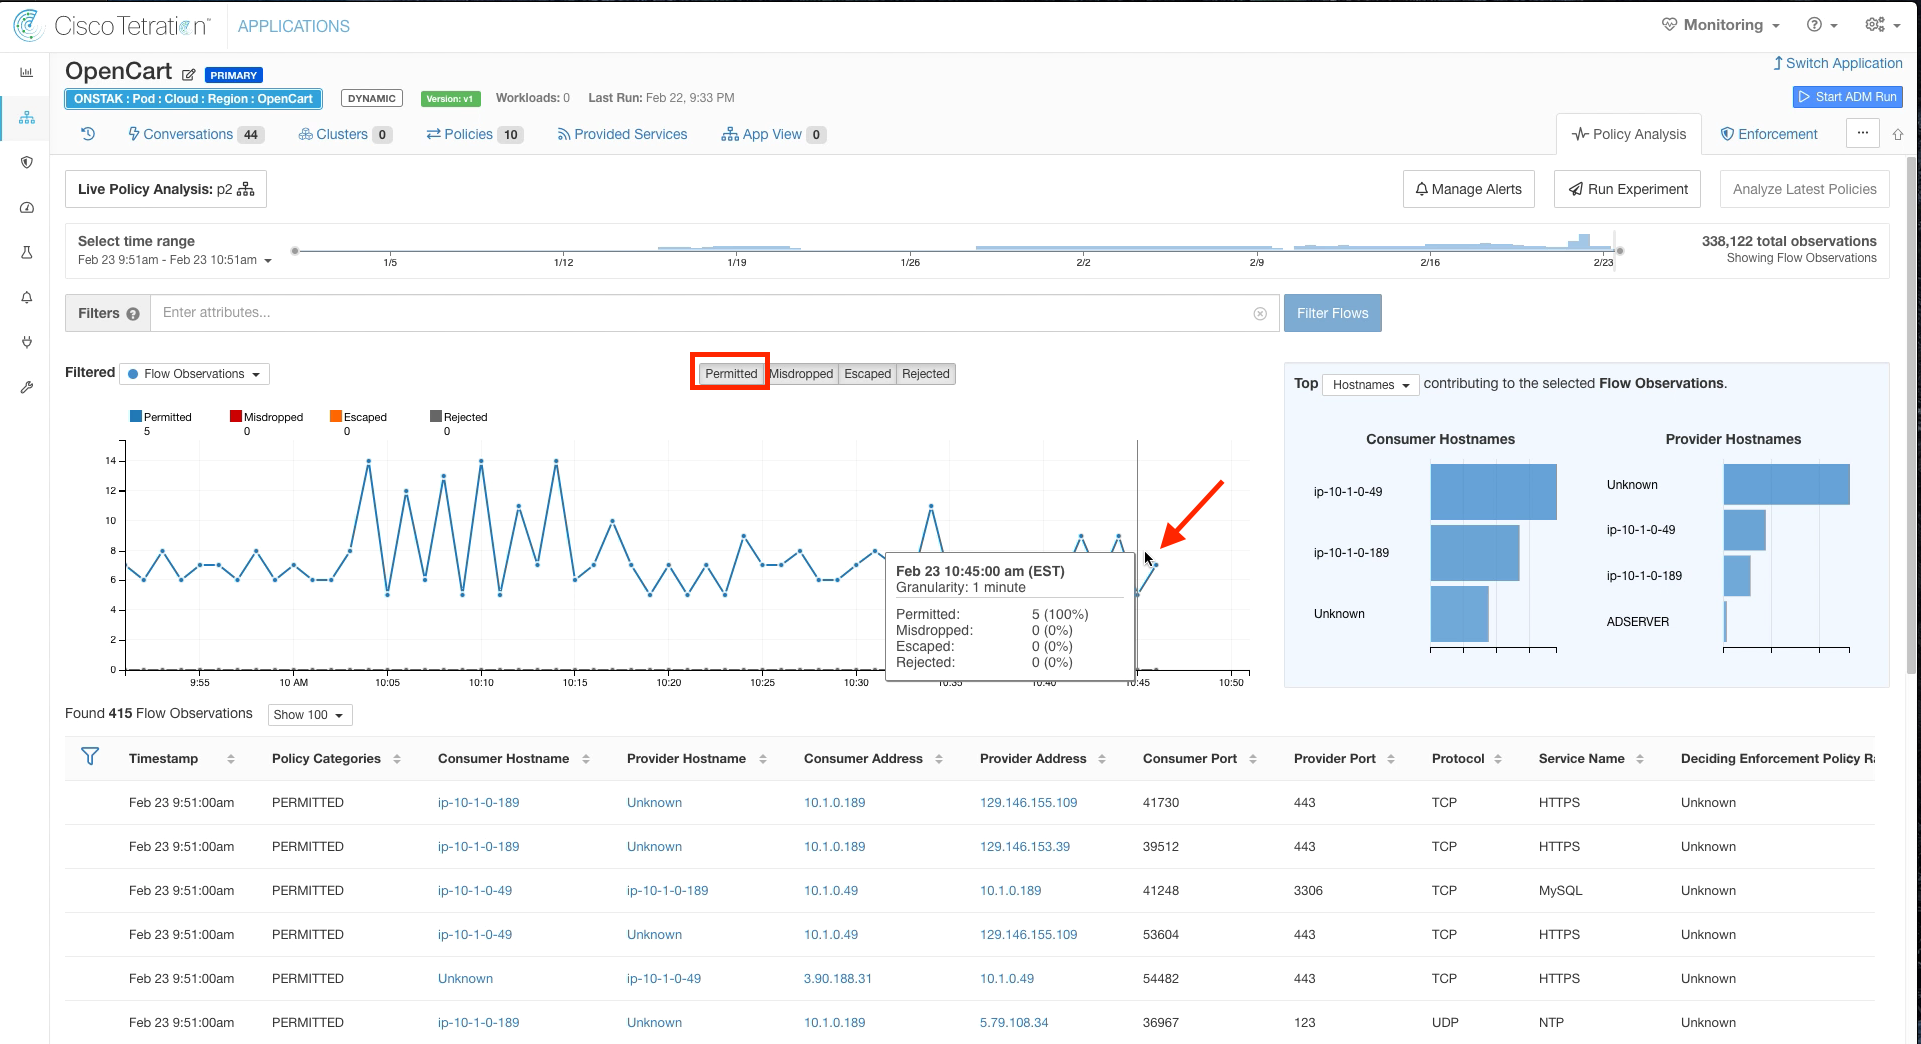 Cisco Tetration™ APPLICATIONS Monitoring
OpenCart PRIMARY Switch Application
ONSTAK : Pod : Cloud : Region : OpenCart DYNAMIC Version: v1 Workloads: 0 Last Run: Feb 22, 9:33 PM Start ADM Run
Conversations 44 Clusters 0 Policies 10 Provided Services App View 0 Policy Analysis Enforcement ...
Live Policy Analysis: p2 Manage Alerts Run Experiment Analyze Latest Policies
Select time range 338,122 total observations
Feb 23 9:51am - Feb 23 10:51am Showing Flow Observations
1/5 1/12 1/19 1/26 2/2 2/9 2/16 2/23
Filters ? Enter attributes... Filter Flows
Filtered Flow Observations Permitted Misdropped Escaped Rejected
Top Hostnames contributing to the selected Flow Observations.
Permitted Misdropped Escaped Rejected
5 0 0 0
Consumer Hostnames Provider Hostnames
14
12
10
8
6
4
2
0
9:55 10 AM 10:05 10:10 10:15 10:20 10:25 10:30 10:35 10:40 10:45 10:50
Feb 23 10:45:00 am (EST)
Granularity: 1 minute
Permitted: 5 (100%)
Misdropped: 0 (0%)
Escaped: 0 (0%)
Rejected: 0 (0%)
ip-10-1-0-49
ip-10-1-0-189
Unknown
Unknown
ip-10-1-0-49
ip-10-1-0-189
ADSERVER
Found 415 Flow Observations Show 100
Timestamp Policy Categories Consumer Hostname Provider Hostname Consumer Address Provider Address Consumer Port Provider Port Protocol Service Name Deciding Enforcement Policy
Feb 23 9:51:00am PERMITTED ip-10-1-0-189 Unknown 10.1.0.189 129.146.155.109 41730 443 TCP HTTPS Unknown
Feb 23 9:51:00am PERMITTED ip-10-1-0-189 Unknown 10.1.0.189 129.146.153.39 39512 443 TCP HTTPS Unknown
Feb 23 9:51:00am PERMITTED ip-10-1-0-49 ip-10-1-0-189 10.1.0.49 10.1.0.189 41248 3306 TCP MySQL Unknown
Feb 23 9:51:00am PERMITTED ip-10-1-0-49 Unknown 10.1.0.49 129.146.155.109 53604 443 TCP HTTPS Unknown
Feb 23 9:51:00am PERMITTED Unknown ip-10-1-0-49 3.90.188.31 10.1.0.49 54482 443 TCP HTTPS Unknown
Feb 23 9:51:00am PERMITTED ip-10-1-0-189 Unknown 10.1.0.189 5.79.108.34 36967 123 UDP NTP Unknown